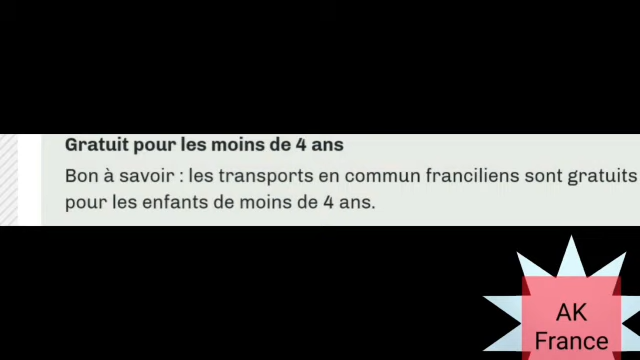 Gratuit pour les moins de 4 ans
Bon à savoir : les transports en commun franciliens sont gratuits
pour les enfants de moins de 4 ans.
AK
France